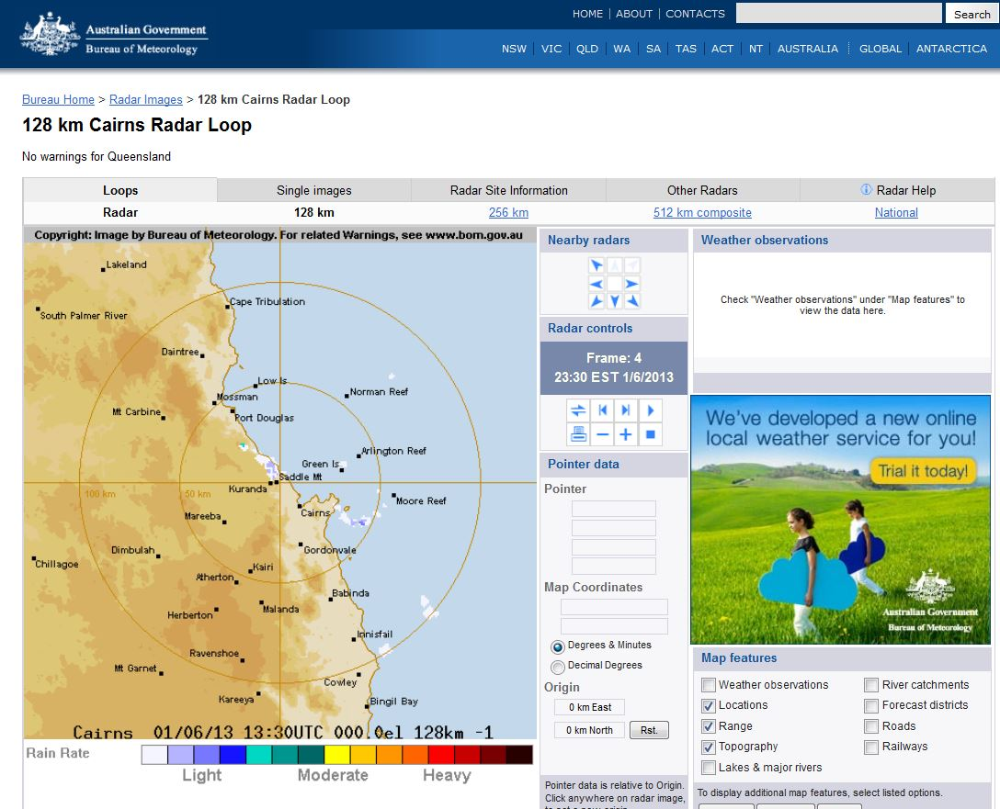 HOME | ABOUT | CONTACTS
Search
Australian Government
Bureau of Meteorology
NSW | VIC | QLD | WA | SA | TAS | ACT | NT | AUSTRALIA | GLOBAL | ANTARCTICA
Bureau Home > Radar Images > 128 km Cairns Radar Loop
128 km Cairns Radar Loop
No warnings for Queensland
Loops Single images Radar Site Information Other Radars Radar Help
Radar 128 km 256 km 512 km composite National
Copyright: Image by Bureau of Meteorology. For related Warnings, see www.bom.gov.au
Lakeland
Cape Tribulation
South Palmer River
Daintree
Low Is
Norman Reef
Mossman
Mt Carbine
Port Douglas
Arlington Reef
Green Is
Saddle Mt
Kuranda
100 km
50 km
Moore Reef
Cairns
Mareeba
Dimbulah
Gordonvale
Chillagoe
Kairi
Atherton
Babinda
Malanda
Herberton
Innisfail
Ravenshoe
Mt Garnet
Cowley
Kareeya
Bingil Bay
Cairns 01/06/13 13:30UTC 000.0el 128km -1
Rain Rate
Light Moderate Heavy
Nearby radars
Radar controls
Frame: 4
23:30 EST 1/6/2013
Pointer data
Pointer
Map Coordinates
Degrees & Minutes
Decimal Degrees
Origin
0 km East
0 km North Rst.
Pointer data is relative to Origin.
Click anywhere on radar image,
Weather observations
Check "Weather observations" under "Map features" to
view the data here.
We've developed a new online
local weather service for you!
Trial it today!
Australian Government
Bureau of Meteorology
Map features
Weather observations River catchments
Locations Forecast districts
Range Roads
Topography Railways
Lakes & major rivers
To display additional map features, select listed options.